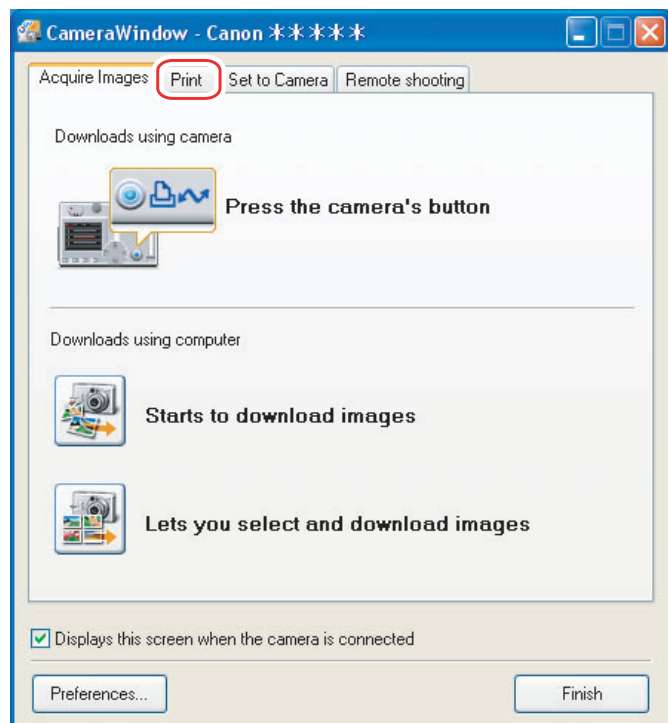 CameraWindow - Canon *****
Acquire Images Print Set to Camera Remote shooting
Downloads using camera
Press the camera's button
Downloads using computer
Starts to download images
Lets you select and download images
Displays this screen when the camera is connected
Preferences... Finish